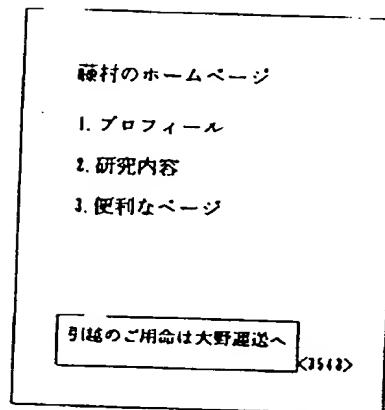 藤村のホームページ
1. プロフィール
2. 研究内容
3. 便利なページ
引越のご用命は大野運送へ